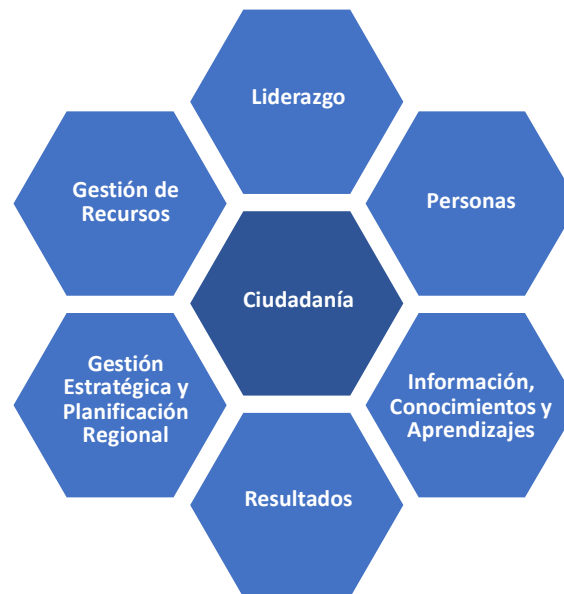 Liderazgo
Gestión de
Recursos
Personas
Ciudadanía
Gestión
Estratégica y
Planificación
Regional
Información,
Conocimientos y
Aprendizajes
Resultados